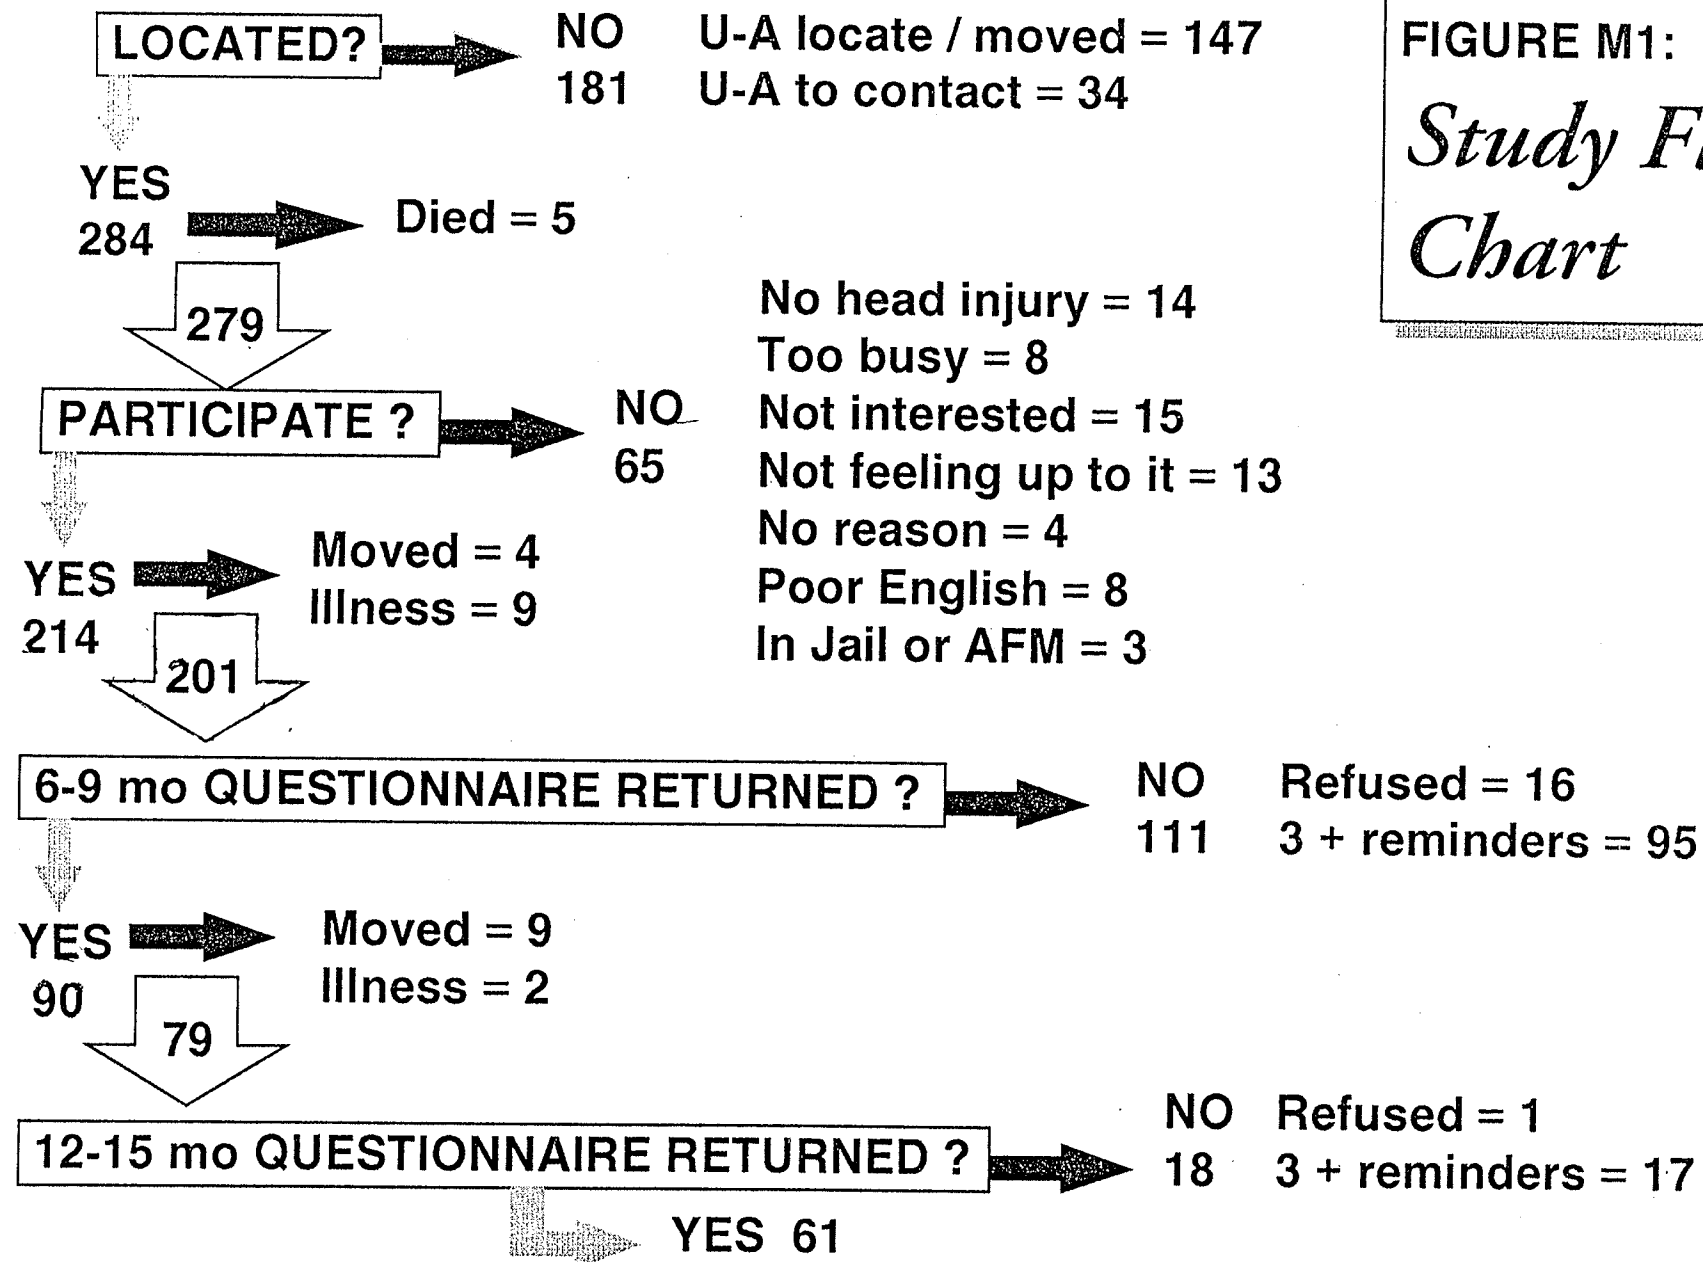 LOCATED?
NO U-A locate / moved = 147
181 U-A to contact = 34
FIGURE M1:
Study
Chart
YES
284
Died = 5
279
PARTICIPATE ?
NO
65
No head injury = 14
Too busy = 8
Not interested = 15
Not feeling up to it = 13
No reason = 4
Poor English = 8
In Jail or AFM = 3
YES
214
Moved = 4
Illness = 9
201
6-9 mo QUESTIONNAIRE RETURNED ?
NO Refused = 16
111 3 + reminders = 95
YES
90
Moved = 9
Illness = 2
79
12-15 mo QUESTIONNAIRE RETURNED ?
NO Refused = 1
18 3 + reminders = 17
YES 61